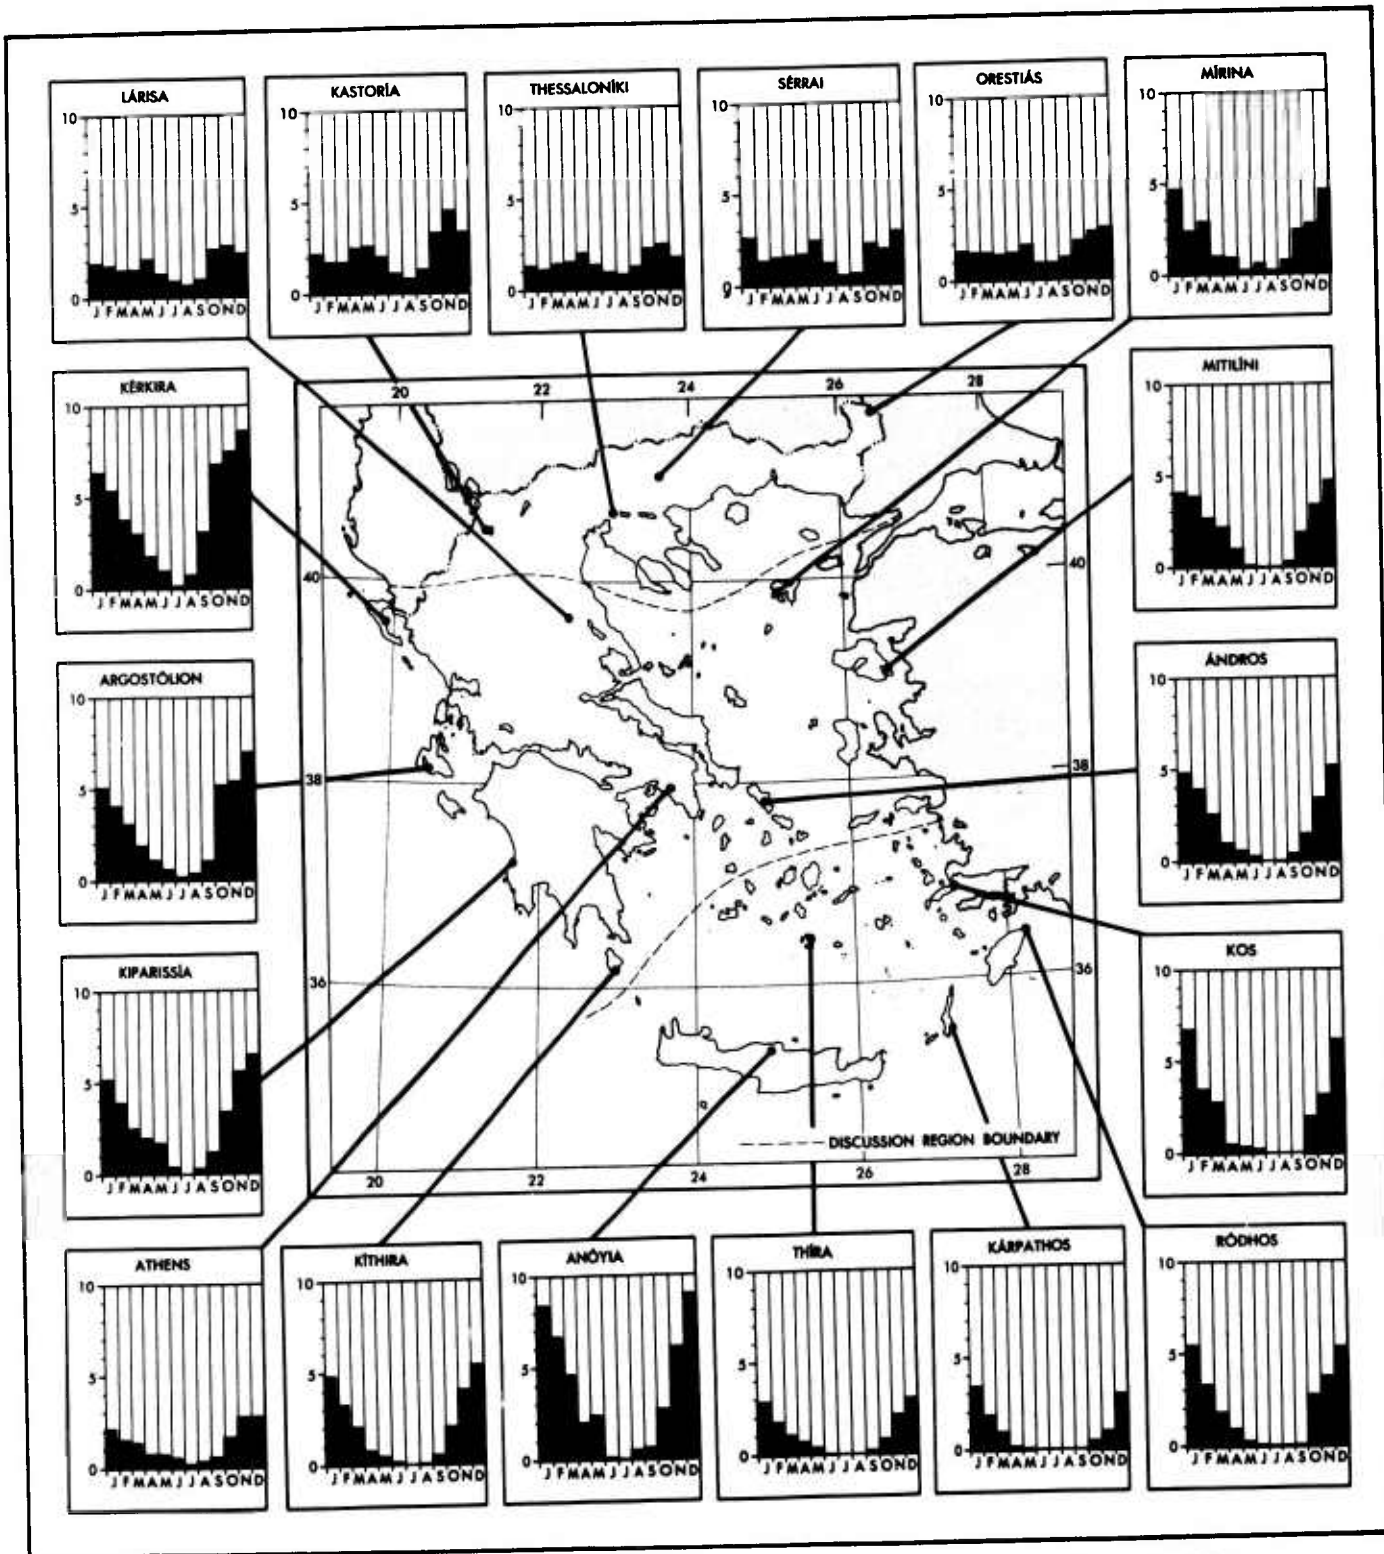 LÁRISA
10
5
0
J F M A M J J A S O N D
KASTORÍA
10
5
0
J F M A M J J A S O N D
THESSALONÍKI
10
5
0
J F M A M J J A S O N D
SÉRRAI
10
5
0
J F M A M J J A S O N D
ORESTIÁS
10
5
0
J F M A M J J A S O N D
MÍRINA
10
5
0
J F M A M J J A S O N D
KÉRKIRA
10
5
0
J F M A M J J A S O N D
MITILÍNI
10
5
0
J F M A M J J A S O N D
ARGOSTÓLION
10
5
0
J F M A M J J A S O N D
ÁNDROS
10
5
0
J F M A M J J A S O N D
KIPARISSÍA
10
5
0
J F M A M J J A S O N D
KOS
10
5
0
J F M A M J J A S O N D
20 22 24 26 28
40 40
38 38
36 36
DISCUSSION REGION BOUNDARY
20 22 24 26 28
ATHENS
10
5
0
J F M A M J J A S O N D
KÍTHIRA
10
5
0
J F M A M J J A S O N D
ANÓYIA
10
5
0
J F M A M J J A S O N D
THÍRA
10
5
0
J F M A M J J A S O N D
KÁRPATHOS
10
5
0
J F M A M J J A S O N D
RÓDHOS
10
5
0
J F M A M J J A S O N D